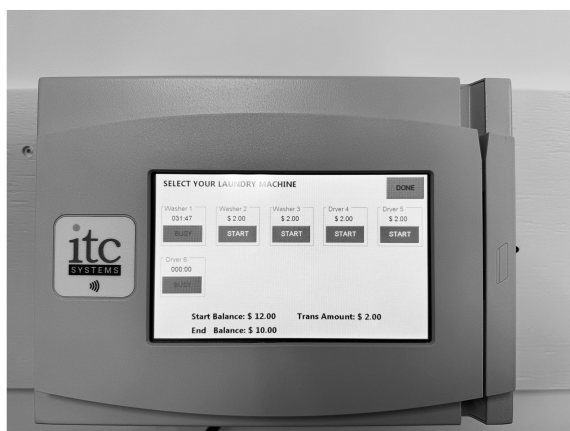 SELECT YOUR LAUNDRY MACHINE
DONE
Washer 1
031:47
BUSY
Washer 2
$ 2.00
START
Washer 3
$ 2.00
START
Dryer 4
$ 2.00
START
Dryer 5
$ 2.00
START
Dryer 6
000:00
BUSY
Start Balance: $ 12.00 Trans Amount: $ 2.00
End Balance: $ 10.00
itc
SYSTEMS